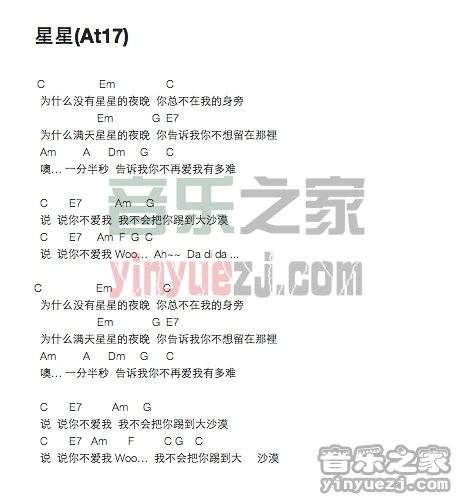 星星(At17)
C Em C
为什么没有星星的夜晚 你总不在我的身旁
Em G E7
为什么满天星星的夜晚 你告诉我你不想留在那裡
Am A Dm G C
噢... 一分半秒 告诉我你不再爱我有多难
C E7 Am G
说 说你不爱我 我不会把你踢到大沙漠
C E7 Am F G C
说 说你不爱我 Woo... Ah~~ Da di da ...
C Em C
为什么没有星星的夜晚 你总不在我的身旁
Em G E7
为什么满天星星的夜晚 你告诉我你不想留在那裡
Am A Dm G C
噢... 一分半秒 告诉我你不再爱我有多难
C E7 Am G
说 说你不爱我 我不会把你踢到大沙漠
C E7 Am F C G C
说 说你不爱我 Woo... 我不会把你踢到大 沙漠
音乐之家
yinyuezj.com
音乐之家
yinyuezj.com